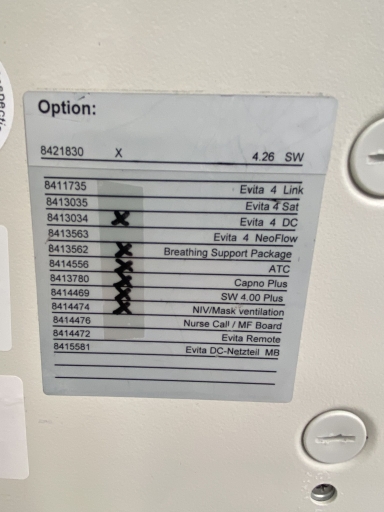 Option:
8421830 X 4.26 SW
8411735 Evita 4 Link
8413035 Evita 4 Sat
8413034 X Evita 4 DC
8413563 Evita 4 NeoFlow
8413562 X Breathing Support Package
8414556 X ATC
8413780 X Capno Plus
8414469 X SW 4.00 Plus
8414474 X NIV/Mask ventilation
8414476 Nurse Call / MF Board
8414472 Evita Remote
8415581 Evita DC-Netzteil MB